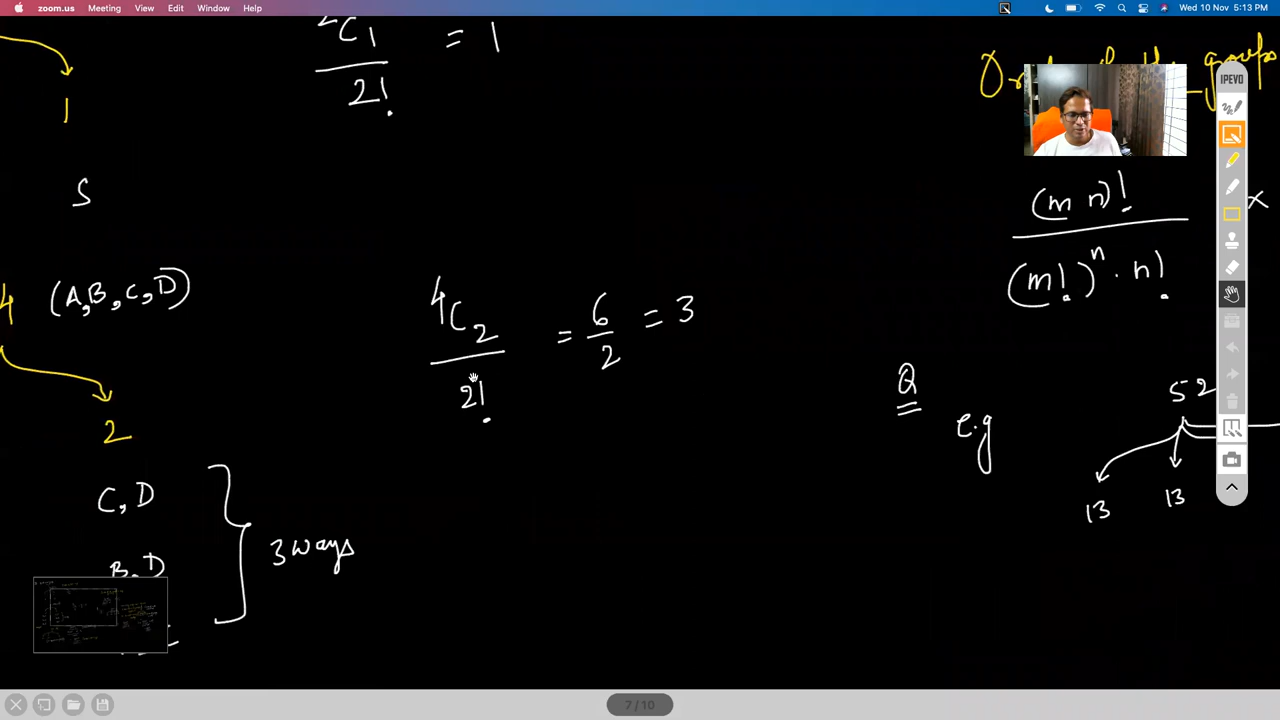 zoom.us Meeting View Edit Window Help Wed 10 Nov 5:13 PM
²C₁ / 2! = 1
groups
IPEVO
1
S
(mn)! / (m!)ⁿ · n! x
4 (A,B,C,D)
⁴C₂ / 2! = 6/2 = 3
2
Q
e.g
52
13 13
C, D
B, D
3 ways
7 / 10